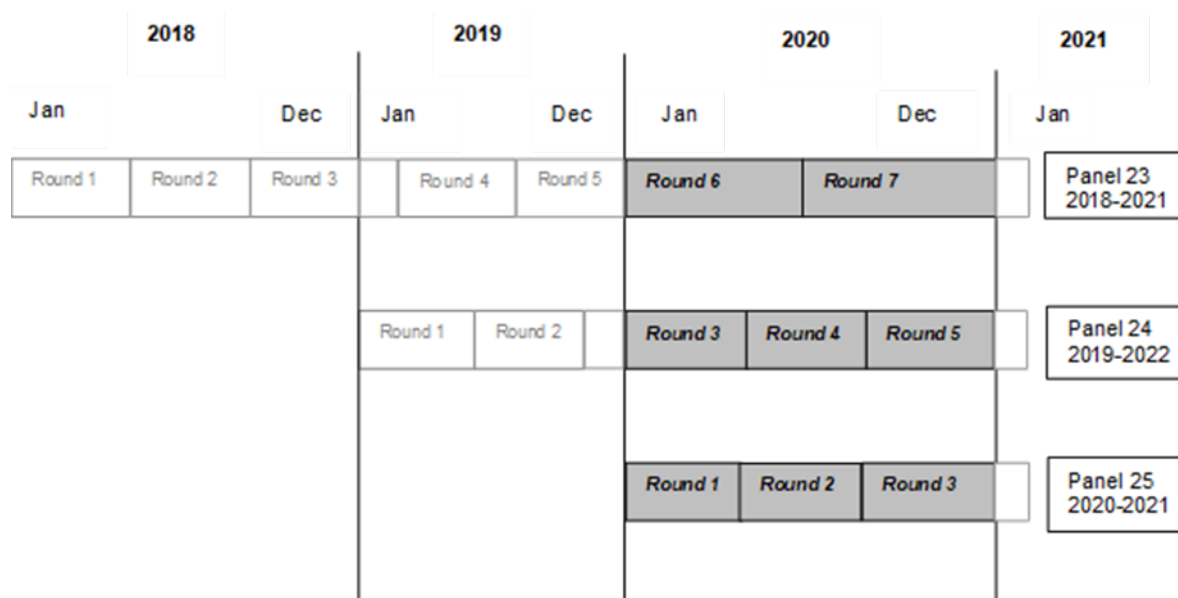 2018 2019 2020 2021
Jan Dec Jan Dec Jan Dec Jan
Round 1 Round 2 Round 3 Round 4 Round 5 Round 6 Round 7 Panel 23
2018-2021
Round 1 Round 2 Round 3 Round 4 Round 5 Panel 24
2019-2022
Round 1 Round 2 Round 3 Panel 25
2020-2021